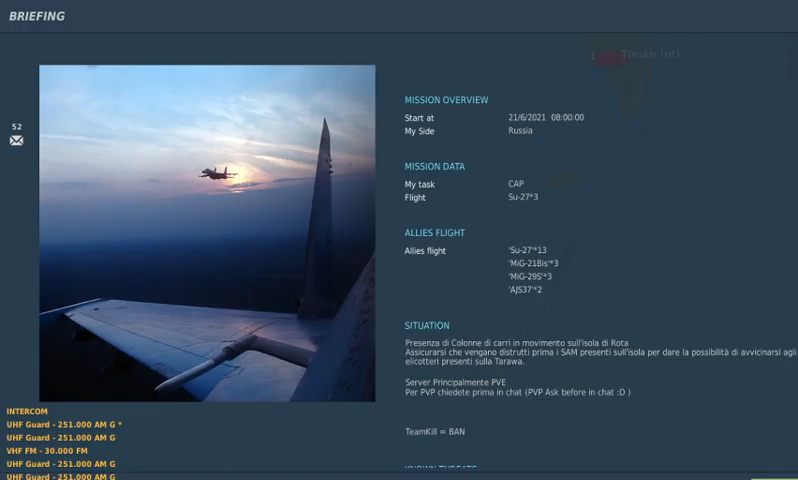 BRIEFING
1 Tinian Intl
52
MISSION OVERVIEW
Start at 21/6/2021 08:00:00
My Side Russia
MISSION DATA
My task CAP
Flight Su-27*3
ALLIES FLIGHT
Allies flight 'Su-27'*13
'MiG-21Bis'*3
'MiG-29S'*3
'AJS37'*2
SITUATION
Presenza di Colonne di carri in movimento sull'isola di Rota
Assicurarsi che vengano distrutti prima i SAM presenti sull'isola per dare la possibilità di avvicinarsi agli
elicotteri presenti sulla Tarawa.
Server Principalmente PVE
Per PVP chiedete prima in chat (PVP Ask before in chat :D )
TeamKill = BAN
KNOWN THREATS
INTERCOM
UHF Guard - 251.000 AM G *
UHF Guard - 251.000 AM G
VHF FM - 30.000 FM
UHF Guard - 251.000 AM G
UHF Guard - 251.000 AM G